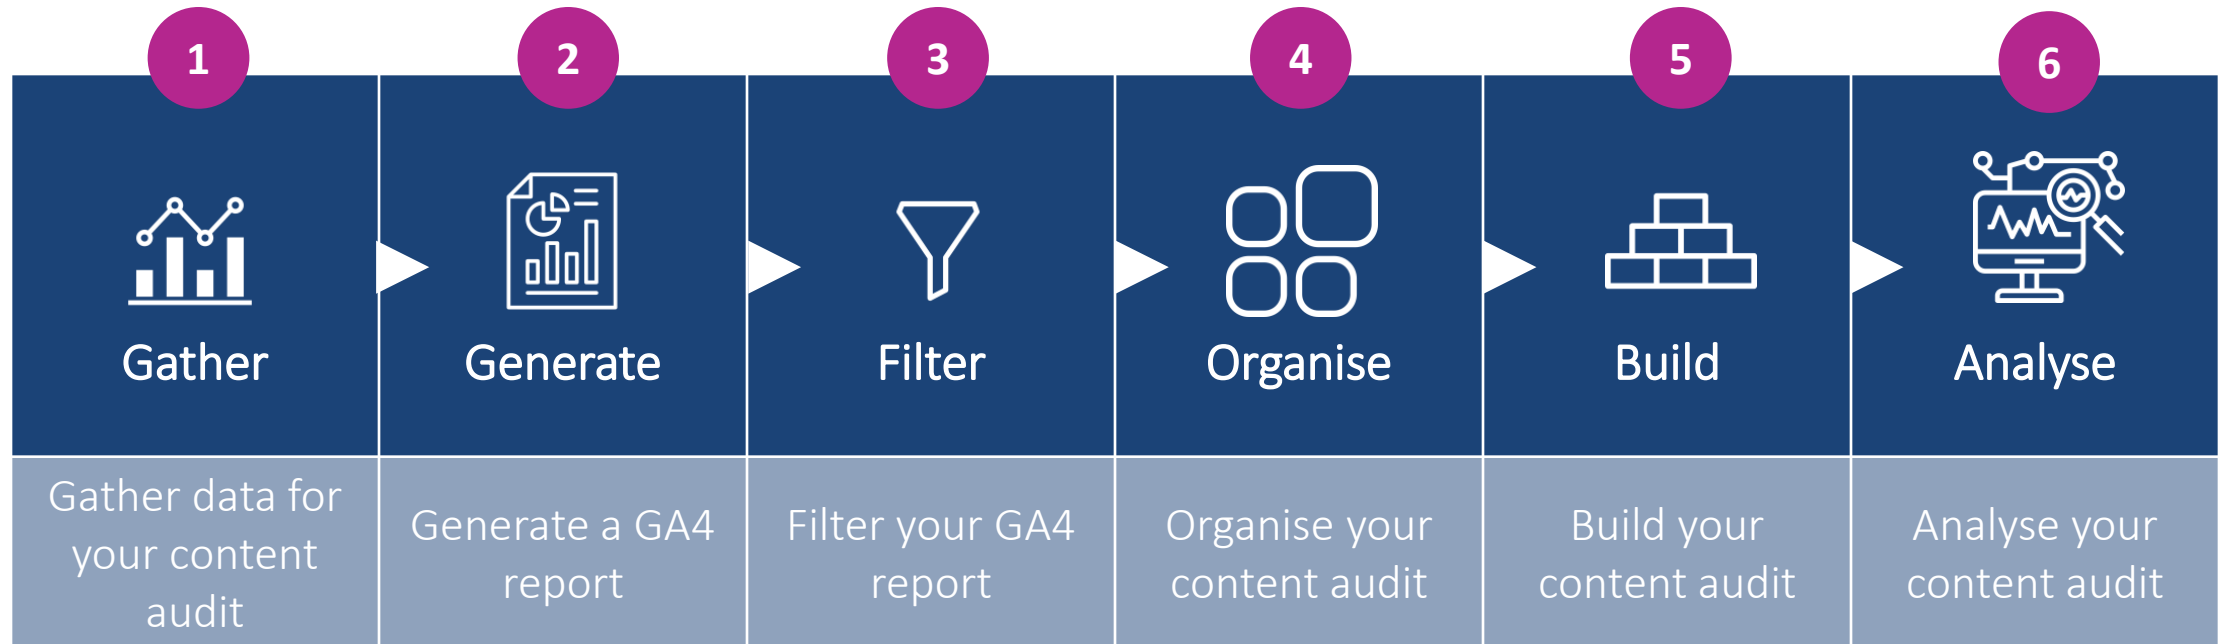 1
2
3
4
5
6
Gather
Generate
Filter
Organise
Build
Analyse
Gather data for
your content
audit
Generate a GA4
report
Filter your GA4
report
Organise your
content audit
Build your
content audit
Analyse your
content audit